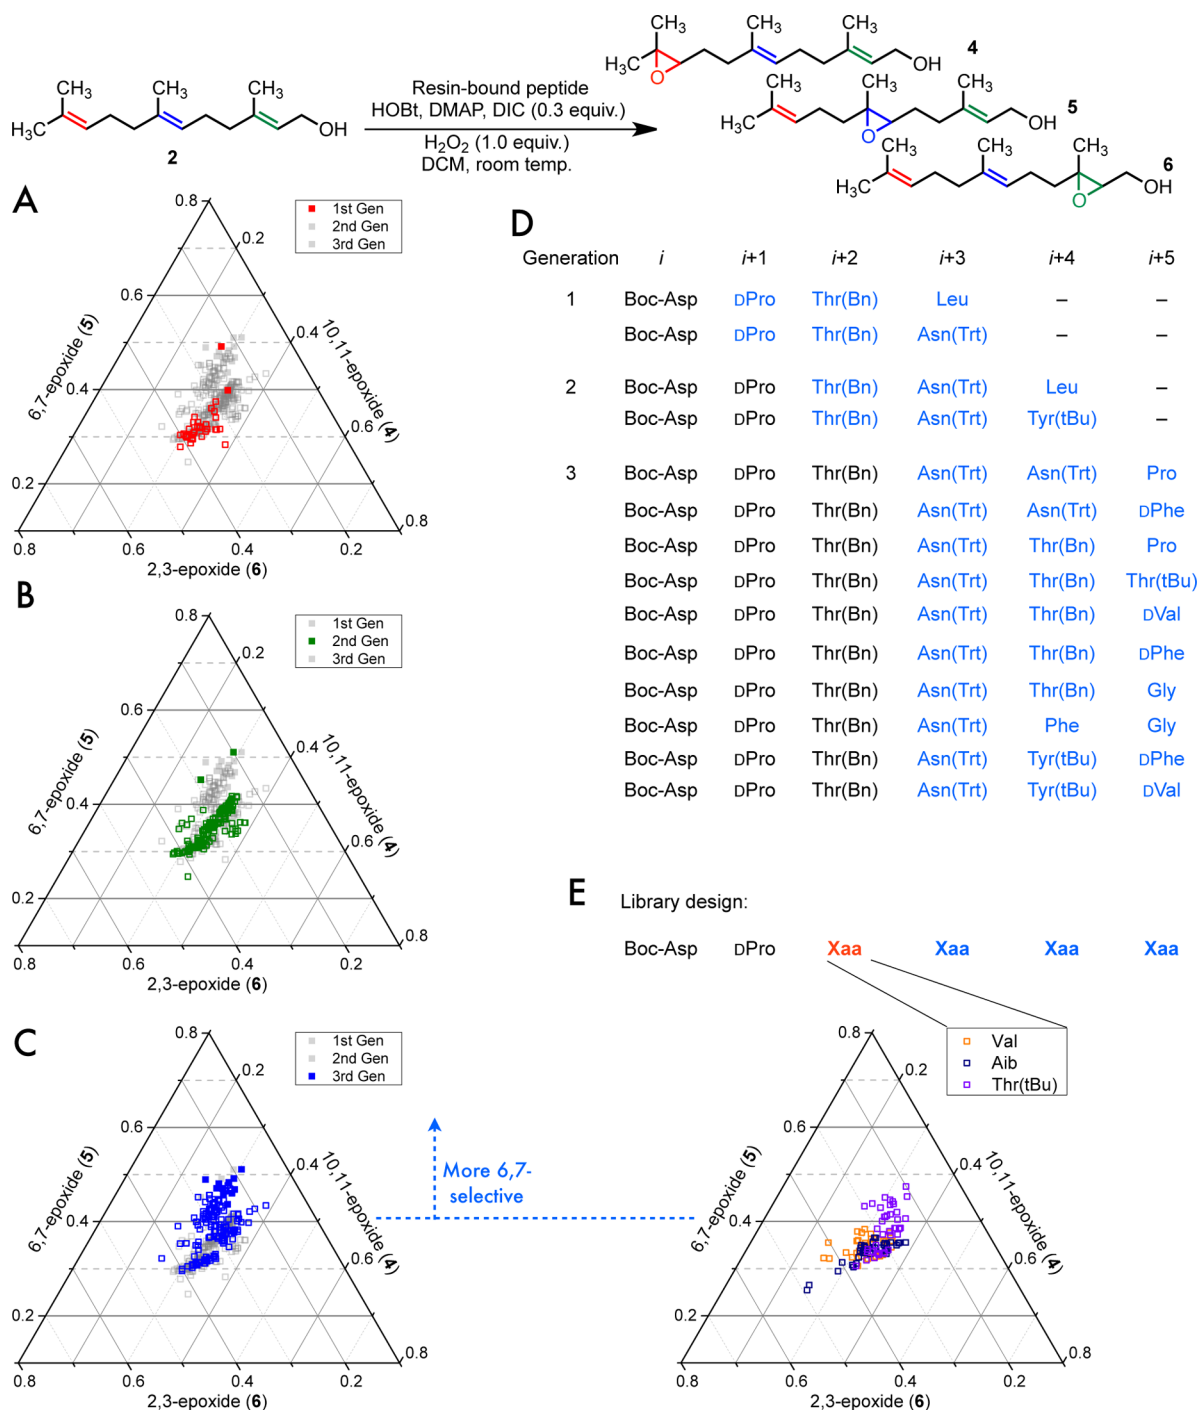 CH3
CH3
CH3
H3C
OH
2
Resin-bound peptide
HOBt, DMAP, DIC (0.3 equiv.)
H2O2 (1.0 equiv.)
DCM, room temp.
CH3
CH3
CH3
4
H3C
O
OH
CH3
CH3
CH3
5
H3C
O
OH
CH3
CH3
CH3
6
H3C
O
OH
A
0.8
0.2
0.6
0.4
0.4
0.6
0.2
0.8
0.8
0.6
0.4
0.2
6,7-epoxide (5)
10,11-epoxide (4)
2,3-epoxide (6)
1st Gen
2nd Gen
3rd Gen
B
0.8
0.2
0.6
0.4
0.4
0.6
0.2
0.8
0.8
0.6
0.4
0.2
6,7-epoxide (5)
10,11-epoxide (4)
2,3-epoxide (6)
1st Gen
2nd Gen
3rd Gen
C
0.8
0.2
0.6
0.4
0.4
0.6
0.2
0.8
0.8
0.6
0.4
0.2
6,7-epoxide (5)
10,11-epoxide (4)
2,3-epoxide (6)
1st Gen
2nd Gen
3rd Gen
More 6,7-
selective
D
Generation i i+1 i+2 i+3 i+4 i+5
1 Boc-Asp DPro Thr(Bn) Leu – –
Boc-Asp DPro Thr(Bn) Asn(Trt) – –
2 Boc-Asp DPro Thr(Bn) Asn(Trt) Leu –
Boc-Asp DPro Thr(Bn) Asn(Trt) Tyr(tBu) –
3 Boc-Asp DPro Thr(Bn) Asn(Trt) Asn(Trt) Pro
Boc-Asp DPro Thr(Bn) Asn(Trt) Asn(Trt) DPhe
Boc-Asp DPro Thr(Bn) Asn(Trt) Thr(Bn) Pro
Boc-Asp DPro Thr(Bn) Asn(Trt) Thr(Bn) Thr(tBu)
Boc-Asp DPro Thr(Bn) Asn(Trt) Thr(Bn) DVal
Boc-Asp DPro Thr(Bn) Asn(Trt) Thr(Bn) DPhe
Boc-Asp DPro Thr(Bn) Asn(Trt) Thr(Bn) Gly
Boc-Asp DPro Thr(Bn) Asn(Trt) Phe Gly
Boc-Asp DPro Thr(Bn) Asn(Trt) Tyr(tBu) DPhe
Boc-Asp DPro Thr(Bn) Asn(Trt) Tyr(tBu) DVal
E
Library design:
Boc-Asp DPro Xaa Xaa Xaa Xaa
Val
Aib
Thr(tBu)
0.8
0.2
0.6
0.4
0.4
0.6
0.2
0.8
0.8
0.6
0.4
0.2
6,7-epoxide (5)
10,11-epoxide (4)
2,3-epoxide (6)